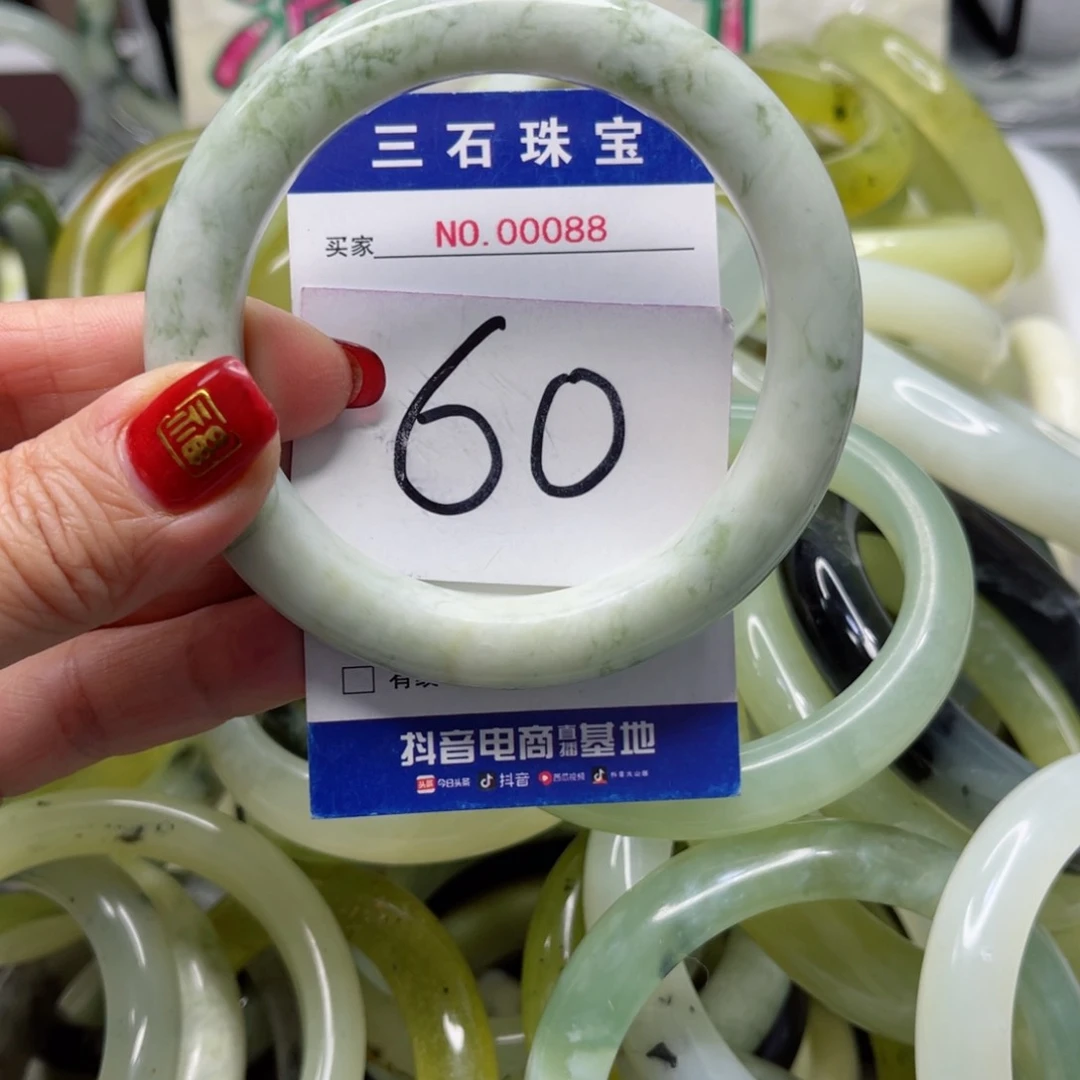 三石珠宝
买家 NO.00088
60
抖音电商直播基地
今日头条 抖音 西瓜视频